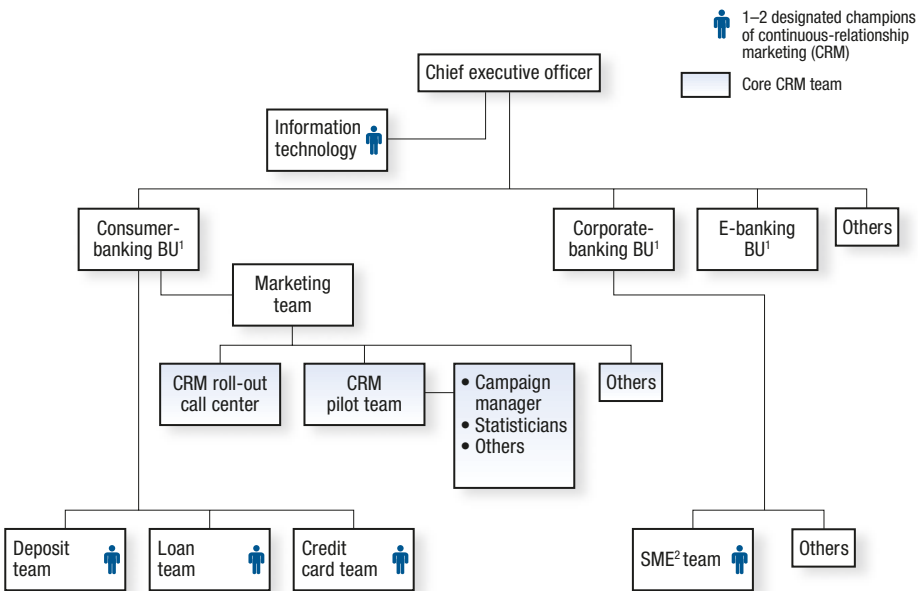 1–2 designated champions
of continuous-relationship
marketing (CRM)
Core CRM team
Chief executive officer
Information
technology
Consumer-
banking BU¹
Corporate-
banking BU¹
E-banking
BU¹
Others
Marketing
team
CRM roll-out
call center
CRM
pilot team
• Campaign
manager
• Statisticians
• Others
Others
Deposit
team
Loan
team
Credit
card team
SME² team
Others